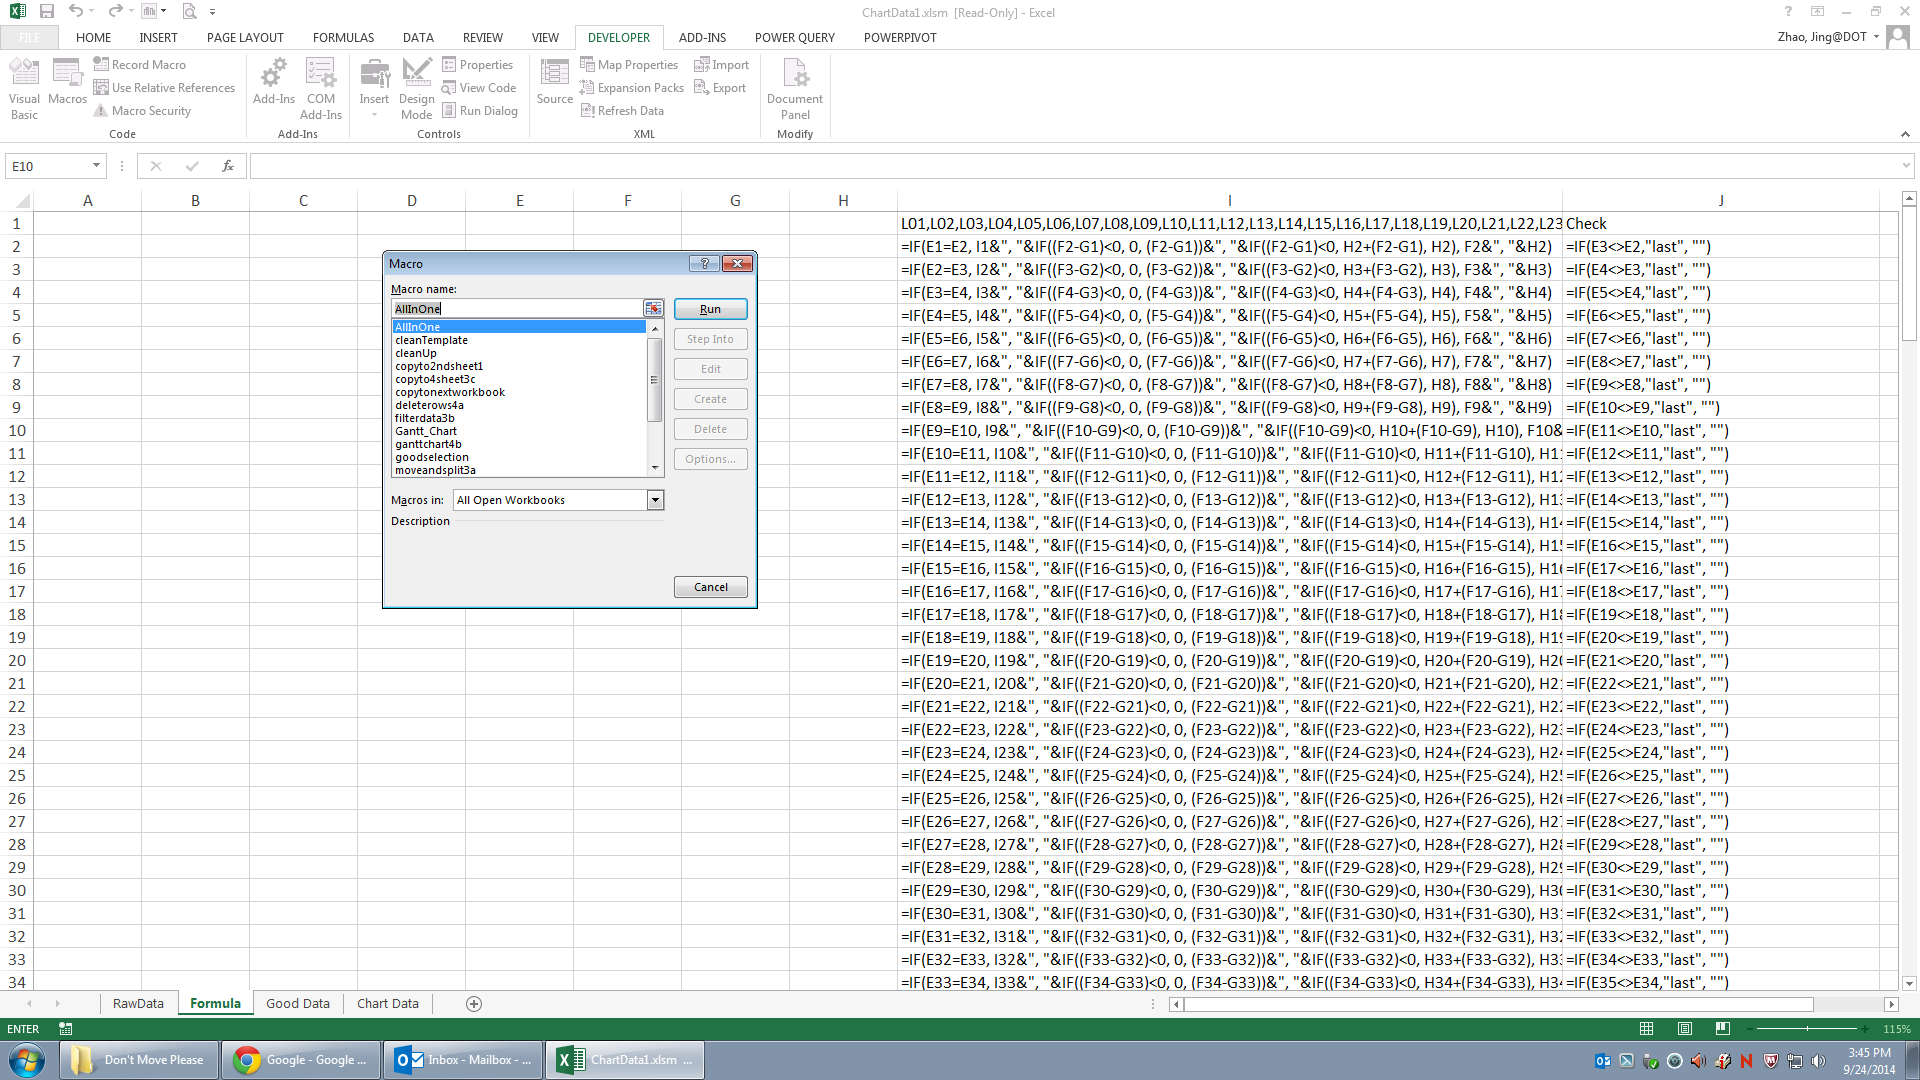 ChartData1.xlsm [Read-Only] - Excel
FILE HOME INSERT PAGE LAYOUT FORMULAS DATA REVIEW VIEW DEVELOPER ADD-INS POWER QUERY POWERPIVOT Zhao, Jing@DOT
Visual Basic
Macros
Record Macro
Use Relative References
Macro Security
Code
Add-Ins
COM Add-Ins
Add-Ins
Insert
Design Mode
Properties
View Code
Run Dialog
Controls
Source
Map Properties
Expansion Packs
Refresh Data
Import
Export
XML
Document Panel
Modify
E10
fx
A B C D E F G H I J
1 L01,L02,L03,L04,L05,L06,L07,L08,L09,L10,L11,L12,L13,L14,L15,L16,L17,L18,L19,L20,L21,L22,L23 Check
2 =IF(E1=E2, I1&", "&IF((F2-G1)<0, 0, (F2-G1))&", "&IF((F2-G1)<0, H2+(F2-G1), H2), F2&", "&H2) =IF(E3<>E2,"last", "")
3 =IF(E2=E3, I2&", "&IF((F3-G2)<0, 0, (F3-G2))&", "&IF((F3-G2)<0, H3+(F3-G2), H3), F3&", "&H3) =IF(E4<>E3,"last", "")
4 =IF(E3=E4, I3&", "&IF((F4-G3)<0, 0, (F4-G3))&", "&IF((F4-G3)<0, H4+(F4-G3), H4), F4&", "&H4) =IF(E5<>E4,"last", "")
5 =IF(E4=E5, I4&", "&IF((F5-G4)<0, 0, (F5-G4))&", "&IF((F5-G4)<0, H5+(F5-G4), H5), F5&", "&H5) =IF(E6<>E5,"last", "")
6 =IF(E5=E6, I5&", "&IF((F6-G5)<0, 0, (F6-G5))&", "&IF((F6-G5)<0, H6+(F6-G5), H6), F6&", "&H6) =IF(E7<>E6,"last", "")
7 =IF(E6=E7, I6&", "&IF((F7-G6)<0, 0, (F7-G6))&", "&IF((F7-G6)<0, H7+(F7-G6), H7), F7&", "&H7) =IF(E8<>E7,"last", "")
8 =IF(E7=E8, I7&", "&IF((F8-G7)<0, 0, (F8-G7))&", "&IF((F8-G7)<0, H8+(F8-G7), H8), F8&", "&H8) =IF(E9<>E8,"last", "")
9 =IF(E8=E9, I8&", "&IF((F9-G8)<0, 0, (F9-G8))&", "&IF((F9-G8)<0, H9+(F9-G8), H9), F9&", "&H9) =IF(E10<>E9,"last", "")
10 =IF(E9=E10, I9&", "&IF((F10-G9)<0, 0, (F10-G9))&", "&IF((F10-G9)<0, H10+(F10-G9), H10), F10& =IF(E11<>E10,"last", "")
11 =IF(E10=E11, I10&", "&IF((F11-G10)<0, 0, (F11-G10))&", "&IF((F11-G10)<0, H11+(F11-G10), H11 =IF(E12<>E11,"last", "")
12 =IF(E11=E12, I11&", "&IF((F12-G11)<0, 0, (F12-G11))&", "&IF((F12-G11)<0, H12+(F12-G11), H12 =IF(E13<>E12,"last", "")
13 =IF(E12=E13, I12&", "&IF((F13-G12)<0, 0, (F13-G12))&", "&IF((F13-G12)<0, H13+(F13-G12), H13 =IF(E14<>E13,"last", "")
14 =IF(E13=E14, I13&", "&IF((F14-G13)<0, 0, (F14-G13))&", "&IF((F14-G13)<0, H14+(F14-G13), H14 =IF(E15<>E14,"last", "")
15 =IF(E14=E15, I14&", "&IF((F15-G14)<0, 0, (F15-G14))&", "&IF((F15-G14)<0, H15+(F15-G14), H15 =IF(E16<>E15,"last", "")
16 =IF(E15=E16, I15&", "&IF((F16-G15)<0, 0, (F16-G15))&", "&IF((F16-G15)<0, H16+(F16-G15), H16 =IF(E17<>E16,"last", "")
17 =IF(E16=E17, I16&", "&IF((F17-G16)<0, 0, (F17-G16))&", "&IF((F17-G16)<0, H17+(F17-G16), H17 =IF(E18<>E17,"last", "")
18 =IF(E17=E18, I17&", "&IF((F18-G17)<0, 0, (F18-G17))&", "&IF((F18-G17)<0, H18+(F18-G17), H18 =IF(E19<>E18,"last", "")
19 =IF(E18=E19, I18&", "&IF((F19-G18)<0, 0, (F19-G18))&", "&IF((F19-G18)<0, H19+(F19-G18), H19 =IF(E20<>E19,"last", "")
20 =IF(E19=E20, I19&", "&IF((F20-G19)<0, 0, (F20-G19))&", "&IF((F20-G19)<0, H20+(F20-G19), H20 =IF(E21<>E20,"last", "")
21 =IF(E20=E21, I20&", "&IF((F21-G20)<0, 0, (F21-G20))&", "&IF((F21-G20)<0, H21+(F21-G20), H21 =IF(E22<>E21,"last", "")
22 =IF(E21=E22, I21&", "&IF((F22-G21)<0, 0, (F22-G21))&", "&IF((F22-G21)<0, H22+(F22-G21), H22 =IF(E23<>E22,"last", "")
23 =IF(E22=E23, I22&", "&IF((F23-G22)<0, 0, (F23-G22))&", "&IF((F23-G22)<0, H23+(F23-G22), H23 =IF(E24<>E23,"last", "")
24 =IF(E23=E24, I23&", "&IF((F24-G23)<0, 0, (F24-G23))&", "&IF((F24-G23)<0, H24+(F24-G23), H24 =IF(E25<>E24,"last", "")
25 =IF(E24=E25, I24&", "&IF((F25-G24)<0, 0, (F25-G24))&", "&IF((F25-G24)<0, H25+(F25-G24), H25 =IF(E26<>E25,"last", "")
26 =IF(E25=E26, I25&", "&IF((F26-G25)<0, 0, (F26-G25))&", "&IF((F26-G25)<0, H26+(F26-G25), H26 =IF(E27<>E26,"last", "")
27 =IF(E26=E27, I26&", "&IF((F27-G26)<0, 0, (F27-G26))&", "&IF((F27-G26)<0, H27+(F27-G26), H27 =IF(E28<>E27,"last", "")
28 =IF(E27=E28, I27&", "&IF((F28-G27)<0, 0, (F28-G27))&", "&IF((F28-G27)<0, H28+(F28-G27), H28 =IF(E29<>E28,"last", "")
29 =IF(E28=E29, I28&", "&IF((F29-G28)<0, 0, (F29-G28))&", "&IF((F29-G28)<0, H29+(F29-G28), H29 =IF(E30<>E29,"last", "")
30 =IF(E29=E30, I29&", "&IF((F30-G29)<0, 0, (F30-G29))&", "&IF((F30-G29)<0, H30+(F30-G29), H30 =IF(E31<>E30,"last", "")
31 =IF(E30=E31, I30&", "&IF((F31-G30)<0, 0, (F31-G30))&", "&IF((F31-G30)<0, H31+(F31-G30), H31 =IF(E32<>E31,"last", "")
32 =IF(E31=E32, I31&", "&IF((F32-G31)<0, 0, (F32-G31))&", "&IF((F32-G31)<0, H32+(F32-G31), H32 =IF(E33<>E32,"last", "")
33 =IF(E32=E33, I32&", "&IF((F33-G32)<0, 0, (F33-G32))&", "&IF((F33-G32)<0, H33+(F33-G32), H33 =IF(E34<>E33,"last", "")
34 =IF(E33=E34, I33&", "&IF((F34-G33)<0, 0, (F34-G33))&", "&IF((F34-G33)<0, H34+(F34-G33), H34 =IF(E35<>E34,"last", "")
Macro
Macro name:
AllInOne
AllInOne
cleanTemplate
cleanUp
copyto2ndsheet1
copyto4sheet3c
copytonextworkbook
deleterows4a
filterdata3b
Gantt_Chart
ganttchart4b
goodselection
moveandsplit3a
Run
Step Into
Edit
Create
Delete
Options...
Macros in: All Open Workbooks
Description
Cancel
RawData Formula Good Data Chart Data
ENTER 115%
Don't Move Please Google - Google ... Inbox - Mailbox - ... ChartData1.xlsm ...
3:45 PM
9/24/2014